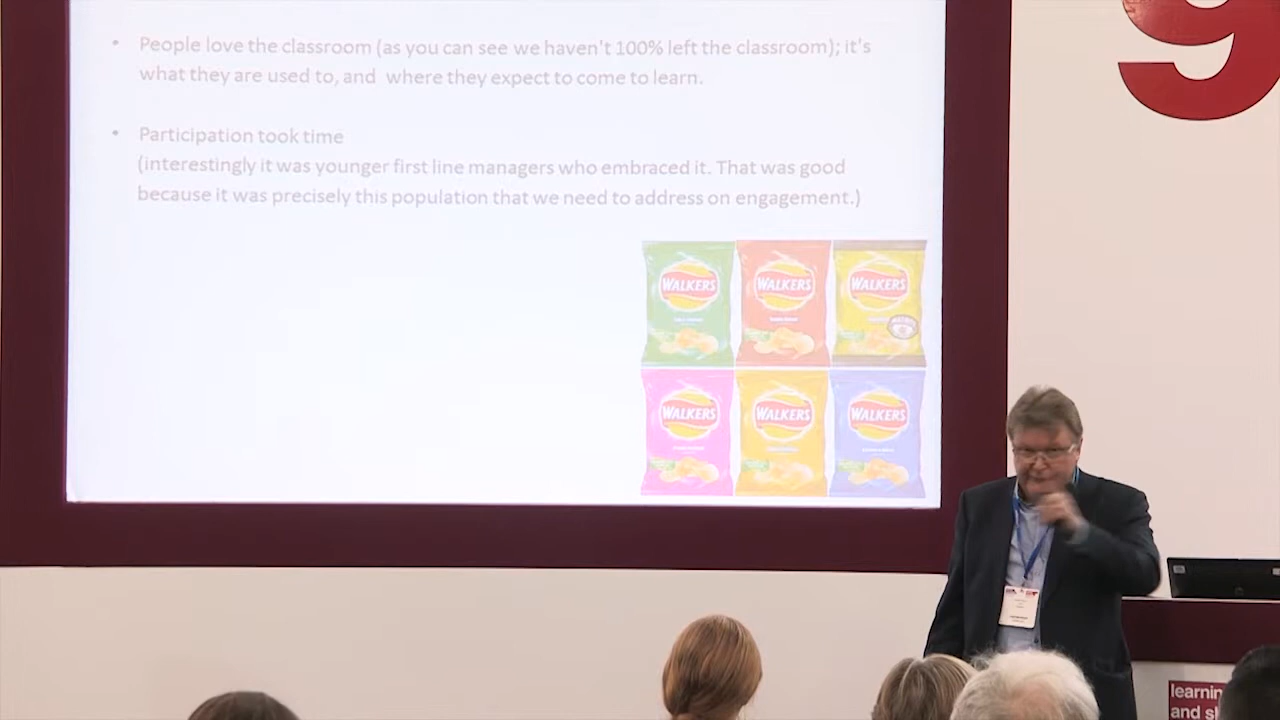 • People love the classroom (as you can see we haven't 100% left the classroom); it's
what they are used to, and  where they expect to come to learn.
• Participation took time
(interestingly it was younger first line managers who embraced it. That was good
because it was precisely this population that we need to address on engagement.)
WALKERS WALKERS WALKERS
WALKERS WALKERS WALKERS
9
learnin
and s